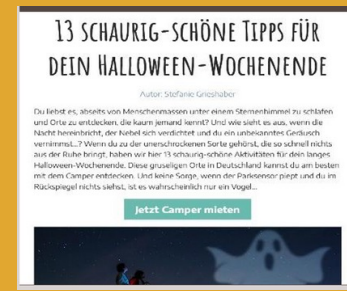 13 SCHAURIG-SCHÖNE TIPPS FÜR
DEIN HALLOWEEN-WOCHENENDE
Autor: Stefanie Grieshaber
Du liebst es, abseits von Menschenmassen unter einem Sternenhimmel zu schlafen
und Orte zu entdecken, die kaum jemand kennt? Und wie sieht es aus, wenn die
Nacht hereinbricht, der Nebel sich verdichtet und du ein unbekanntes Geräusch
vernimmst...? Wenn du zu der unerschrockenen Sorte gehörst, die so schnell nichts
aus der Ruhe bringt, haben wir hier 13 schaurig-schöne Aktivitäten für dein langes
Halloween-Wochenende. Diese gruseligen Orte in Deutschland kannst du am besten
mit dem Camper entdecken. Und keine Sorge, wenn der Parksensor piept und du im
Rückspiegel nichts siehst, ist es wahrscheinlich nur ein Vogel...
Jetzt Camper mieten